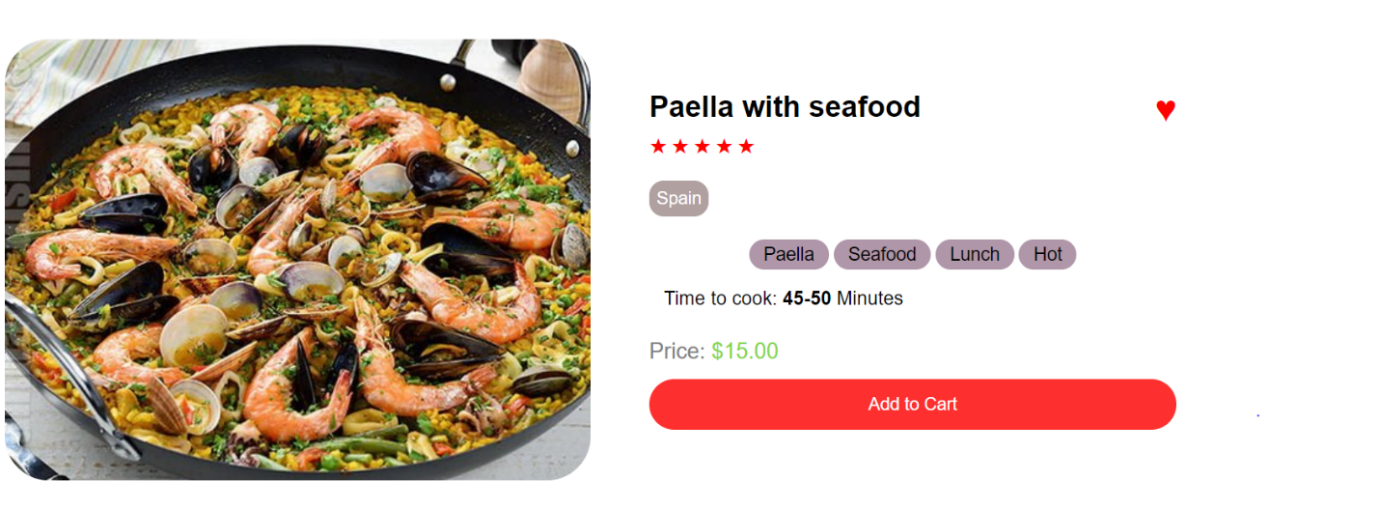 Paella with seafood
Spain
Paella Seafood Lunch Hot
Time to cook: 45-50 Minutes
Price: $15.00
Add to Cart